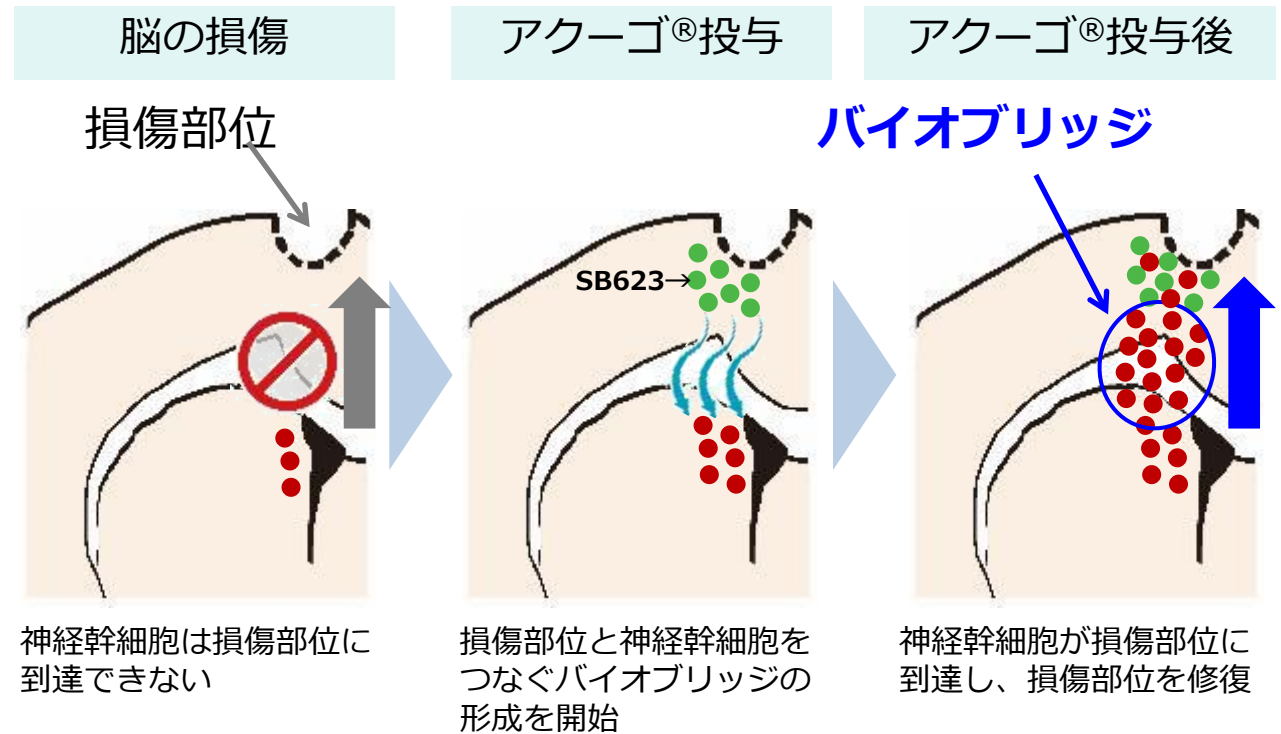 脳の損傷
アクーゴ®投与
アクーゴ®投与後
損傷部位
バイオブリッジ
SB623→
神経幹細胞は損傷部位に
到達できない
損傷部位と神経幹細胞を
つなぐバイオブリッジの
形成を開始
神経幹細胞が損傷部位に
到達し、損傷部位を修復